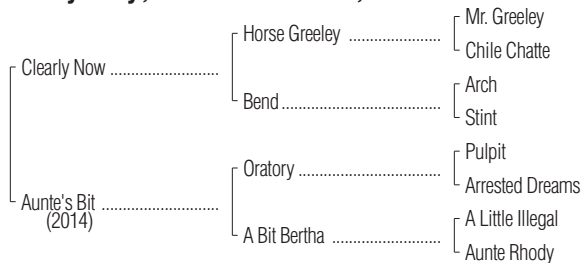 Mr. Greeley
Horse Greeley ....................
Chile Chatte
Clearly Now .....................
Arch
Bend ...............................
Stint
Pulpit
Oratory ............................
Arrested Dreams
Aunte's Bit .......................
(2014)
A Little Illegal
A Bit Bertha .....................
Aunte Rhody